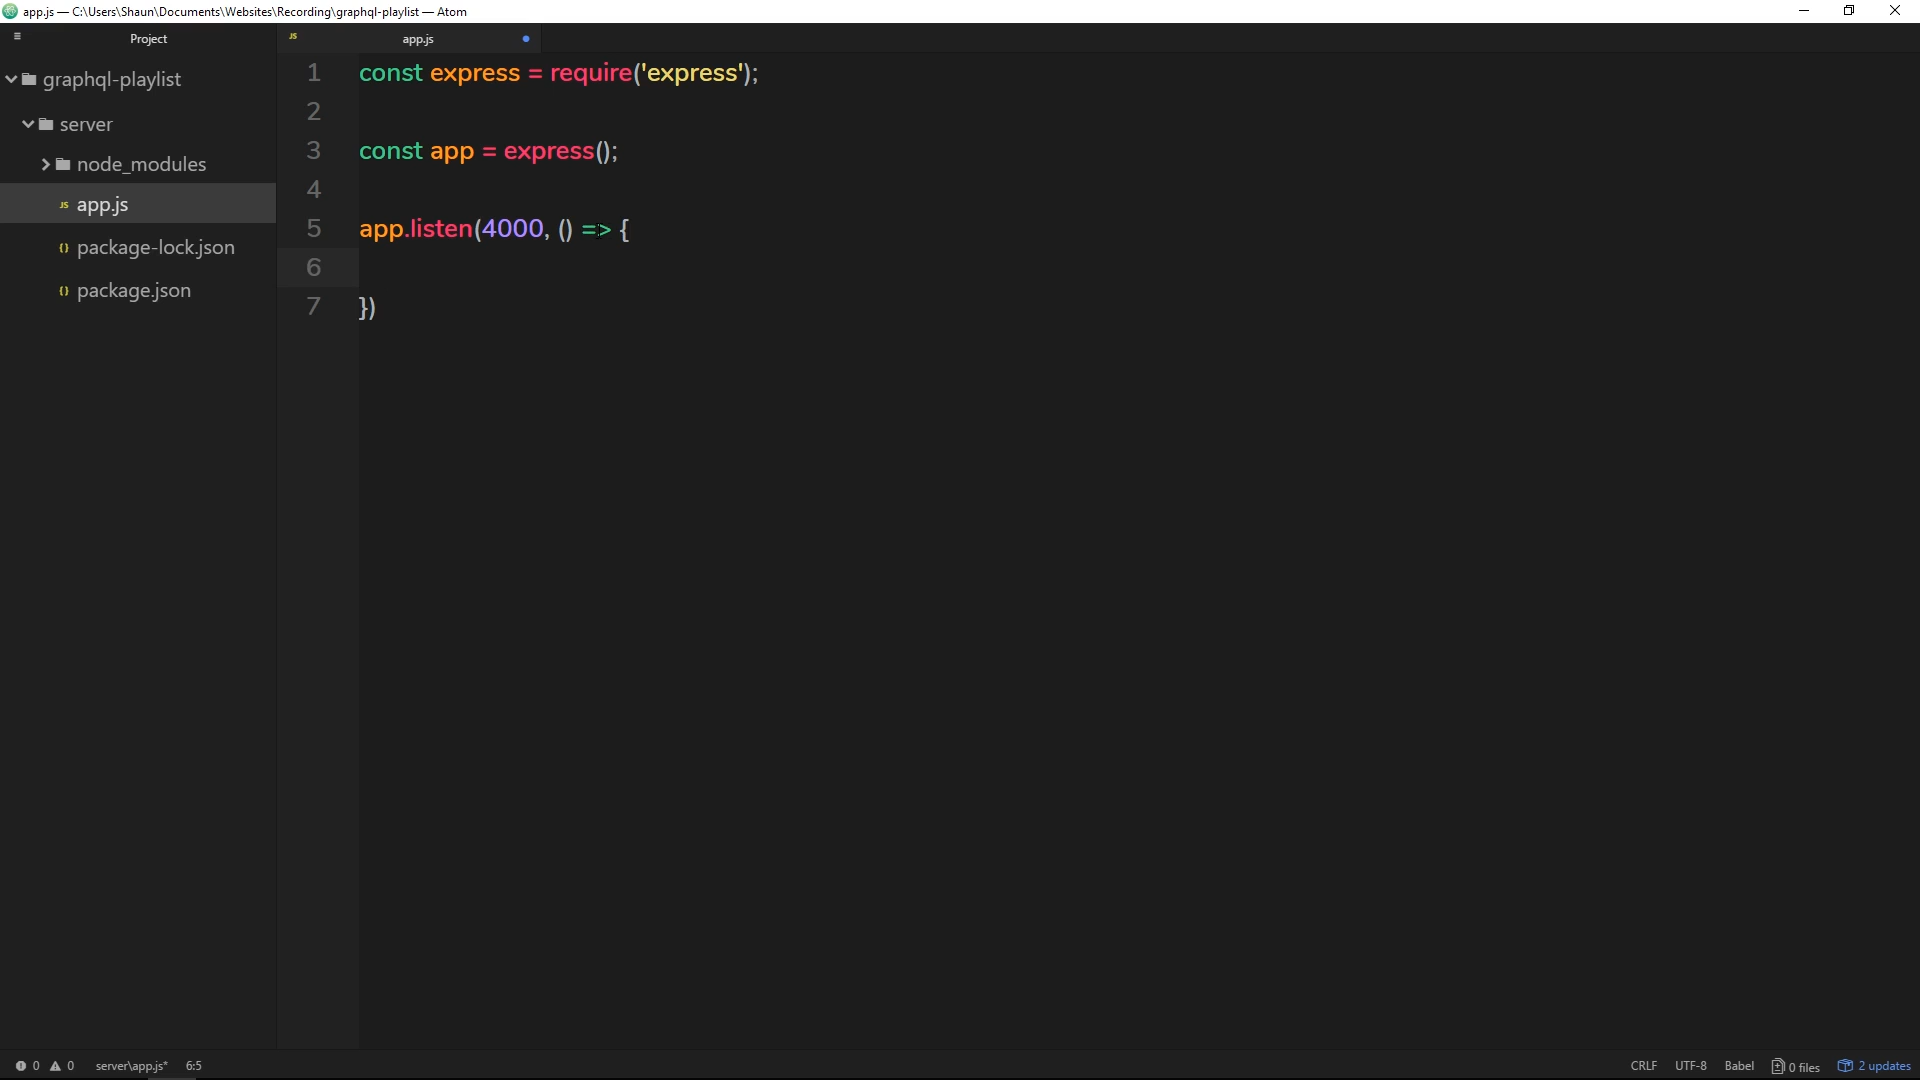 app.js — C:\Users\Shaun\Documents\Websites\Recording\graphql-playlist — Atom
Project
JS app.js
graphql-playlist
server
node_modules
JS app.js
{} package-lock.json
{} package.json
1 const express = require('express');
2
3 const app = express();
4
5 app.listen(4000, () => {
6
7 })
0 0 server\app.js* 6:5 CRLF UTF-8 Babel 0 files 2 updates